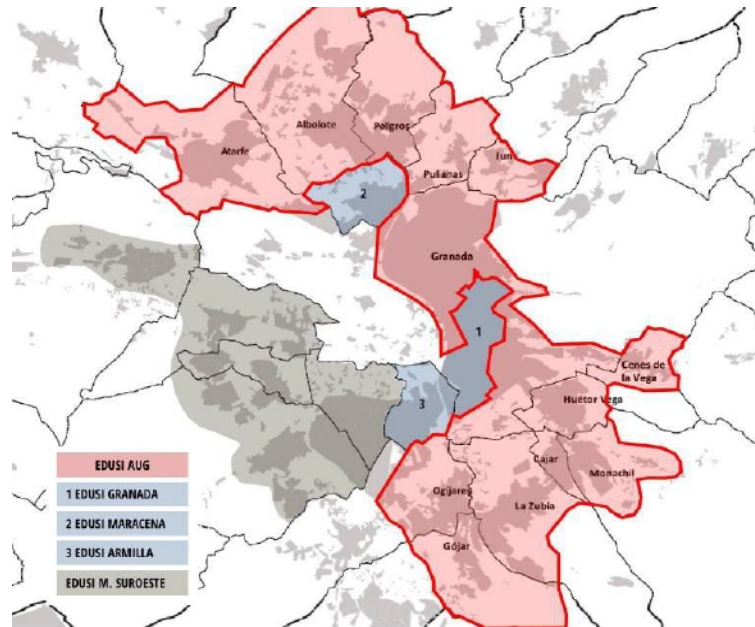 Albolote
Peligros
Atarfe
Jun
Pulianas
2
Granada
1
Cenes de
la Vega
Huétor Vega
3
Cájar
Monachil
Ogíjares
La Zubia
Gójar
EDUSI AUG
1 EDUSI GRANADA
2 EDUSI MARACENA
3 EDUSI ARMILLA
EDUSI M. SUROESTE